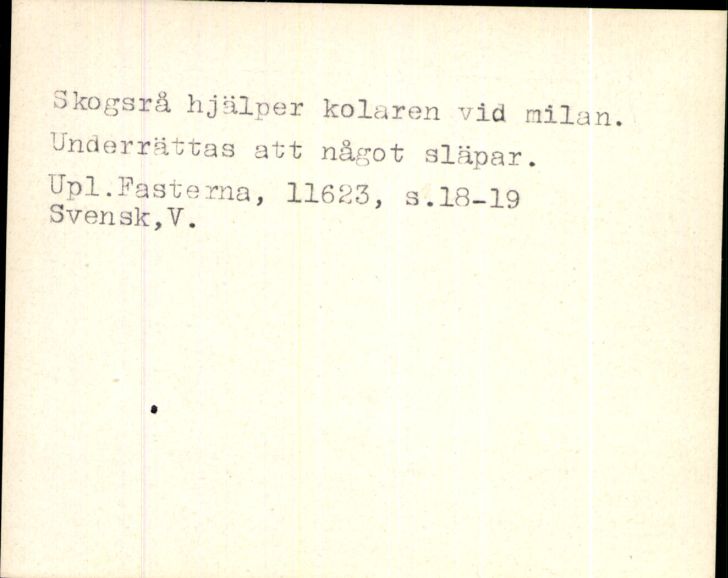 Skogsrå hjälper kolaren vid milan.
Underrättas att något släpar.
Upl.Fasterna, 11623, s.18-19
Svensk,V.